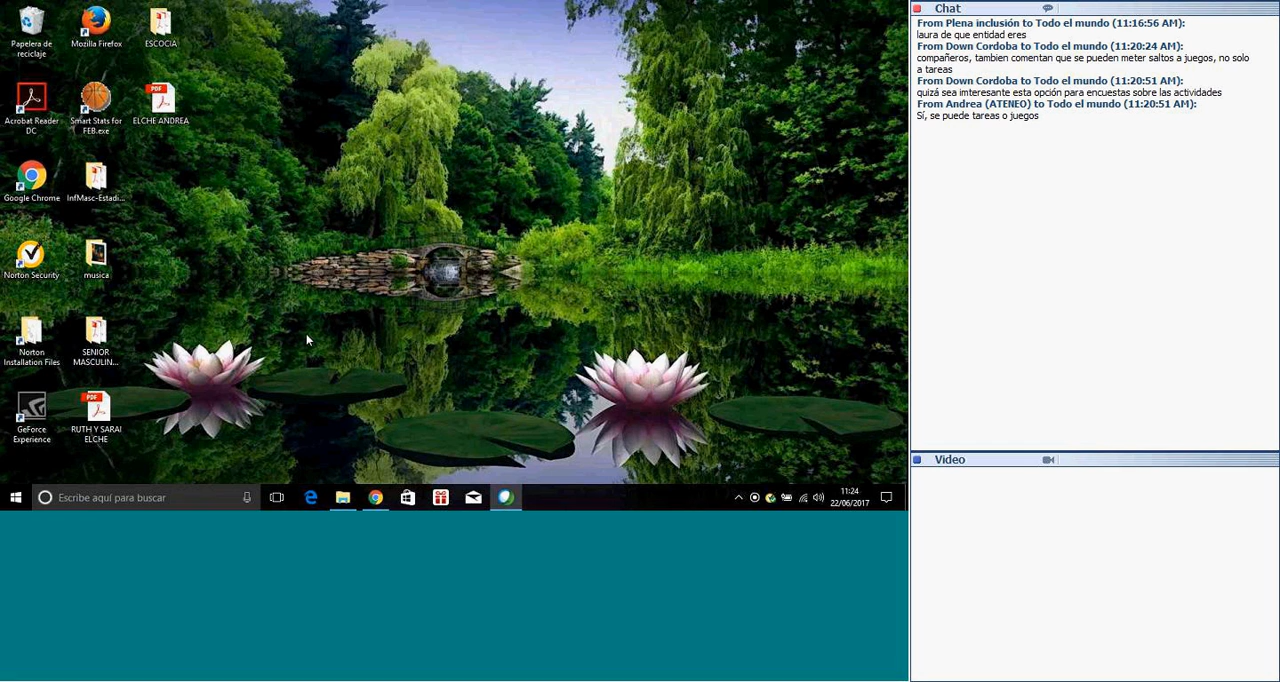 Papelera de
reciclaje
Mozilla Firefox
ESCOCIA
Acrobat Reader
DC
Smart Stats for
FEB.exe
PDF
ELCHE ANDREA
Google Chrome
InfMasc-Estadi...
Norton Security
musica
Norton
Installation Files
SENIOR
MASCULIN...
GeForce
Experience
PDF
RUTH Y SARAI
ELCHE
Escribe aquí para buscar
11:24
22/06/2017
Chat
From Plena inclusión to Todo el mundo (11:16:56 AM):
laura de que entidad eres
From Down Cordoba to Todo el mundo (11:20:24 AM):
compañeros, tambien comentan que se pueden meter saltos a juegos, no solo
a tareas
From Down Cordoba to Todo el mundo (11:20:51 AM):
quizá sea interesante esta opción para encuestas sobre las actividades
From Andrea (ATENEO) to Todo el mundo (11:20:51 AM):
Sí, se puede tareas o juegos
Video